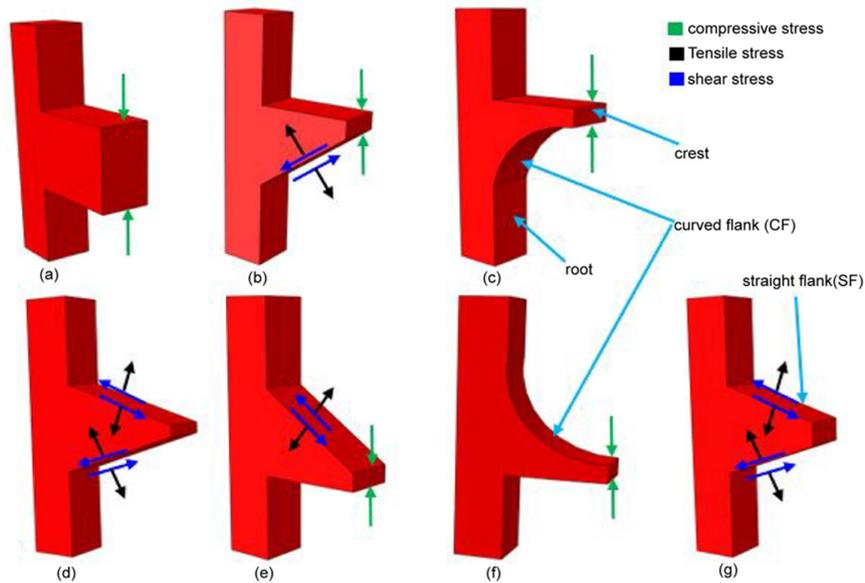 compressive stress
Tensile stress
shear stress
crest
curved flank (CF)
root
(a)
(b)
(c)
straight flank(SF)
(d)
(e)
(f)
(g)